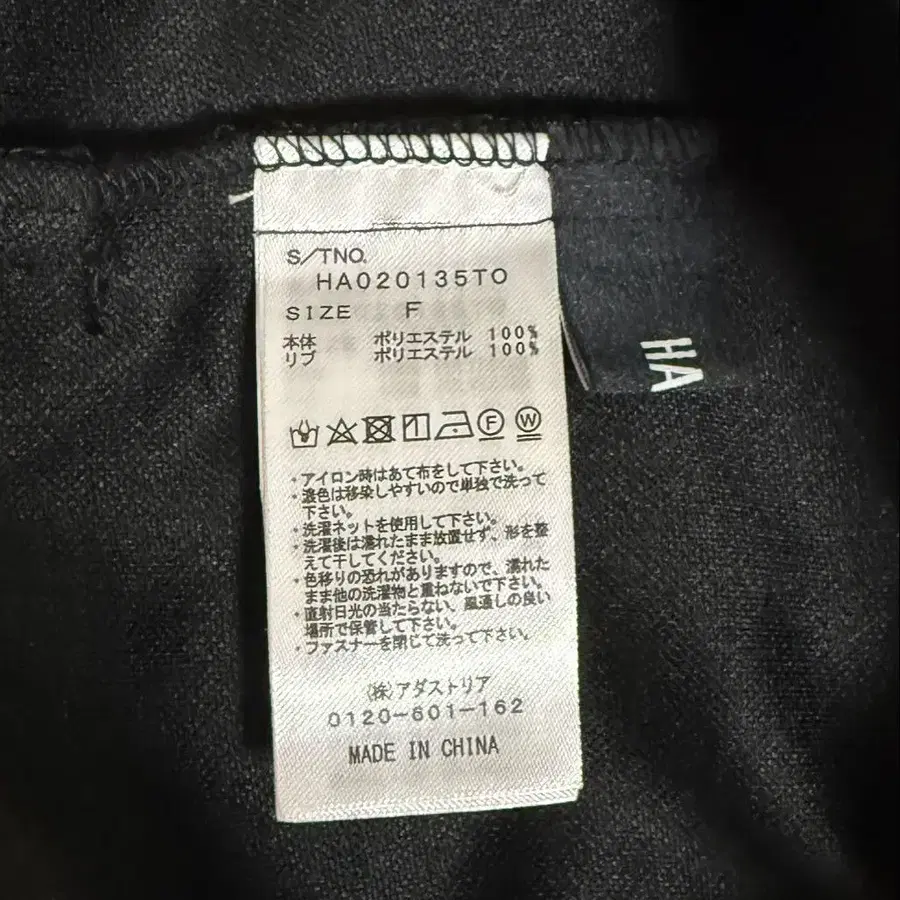 S/TNO.
HA020135TO
SIZE F
本体 ポリエステル 100%
リブ ポリエステル 100%
F W
・アイロン時はあて布をして下さい。
・濃色は移染しやすいので単独で洗って
下さい。
・洗濯ネットを使用して下さい。
・洗濯後は濡れたまま放置せず、形を整
えて干してください。
・色移りの恐れがありますので、濡れた
まま他の洗濯物と重ねないで下さい。
・直射日光の当たらない、風通しの良い
場所で保管して下さい。
・ファスナーを閉じて洗って下さい。
(株)アダストリア
0120-601-162
MADE IN CHINA
HA